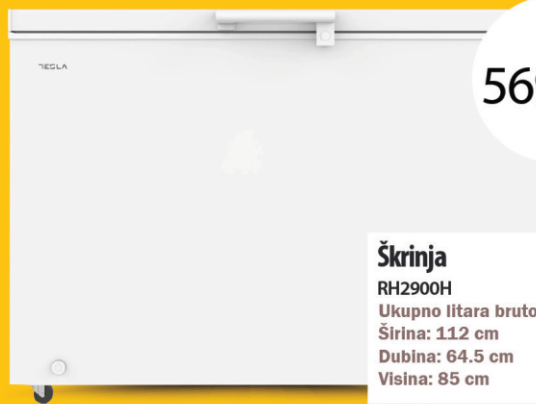 TESLA
56
Škrinja
RH2900H
Ukupno litara bruto
Širina: 112 cm
Dubina: 64.5 cm
Visina: 85 cm